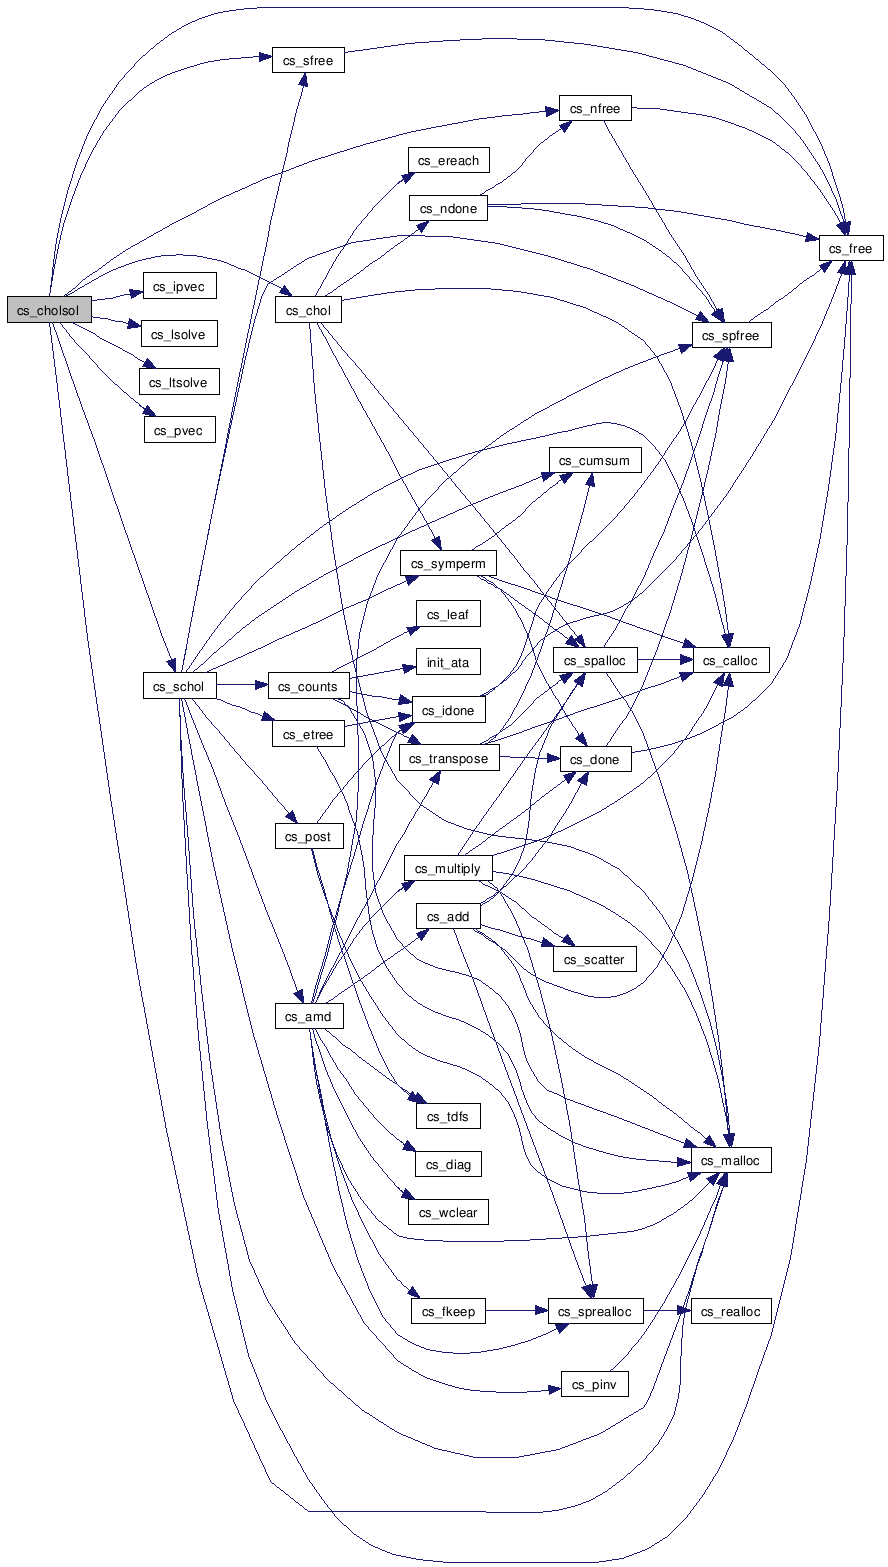 cs_sfree
cs_nfree
cs_ereach
cs_ndone
cs_free
cs_ipvec
cs_cholsol
cs_chol
cs_lsolve
cs_spfree
cs_ltsolve
cs_pvec
cs_cumsum
cs_symperm
cs_leaf
init_ata
cs_spalloc
cs_calloc
cs_schol
cs_counts
cs_idone
cs_etree
cs_transpose
cs_done
cs_post
cs_multiply
cs_add
cs_scatter
cs_amd
cs_tdfs
cs_diag
cs_malloc
cs_wclear
cs_fkeep
cs_sprealloc
cs_realloc
cs_pinv